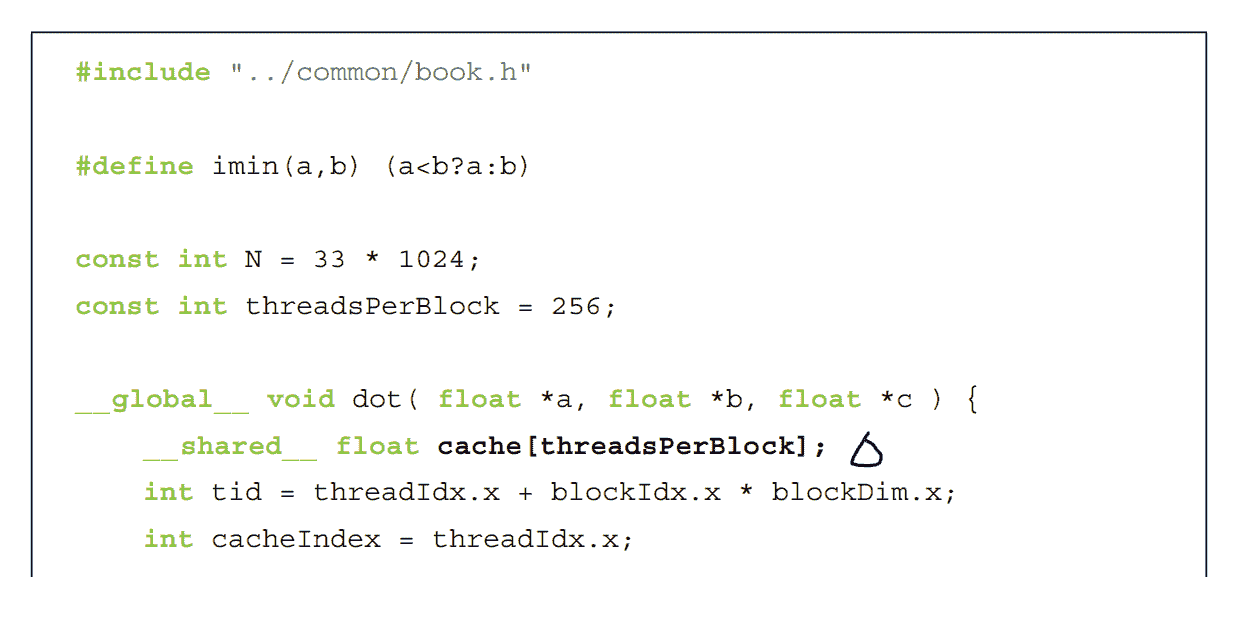 #include "../common/book.h"
#define imin(a,b) (a<b?a:b)
const int N = 33 * 1024;
const int threadsPerBlock = 256;
__global__ void dot( float *a, float *b, float *c ) {
__shared__ float cache[threadsPerBlock];
int tid = threadIdx.x + blockIdx.x * blockDim.x;
int cacheIndex = threadIdx.x;